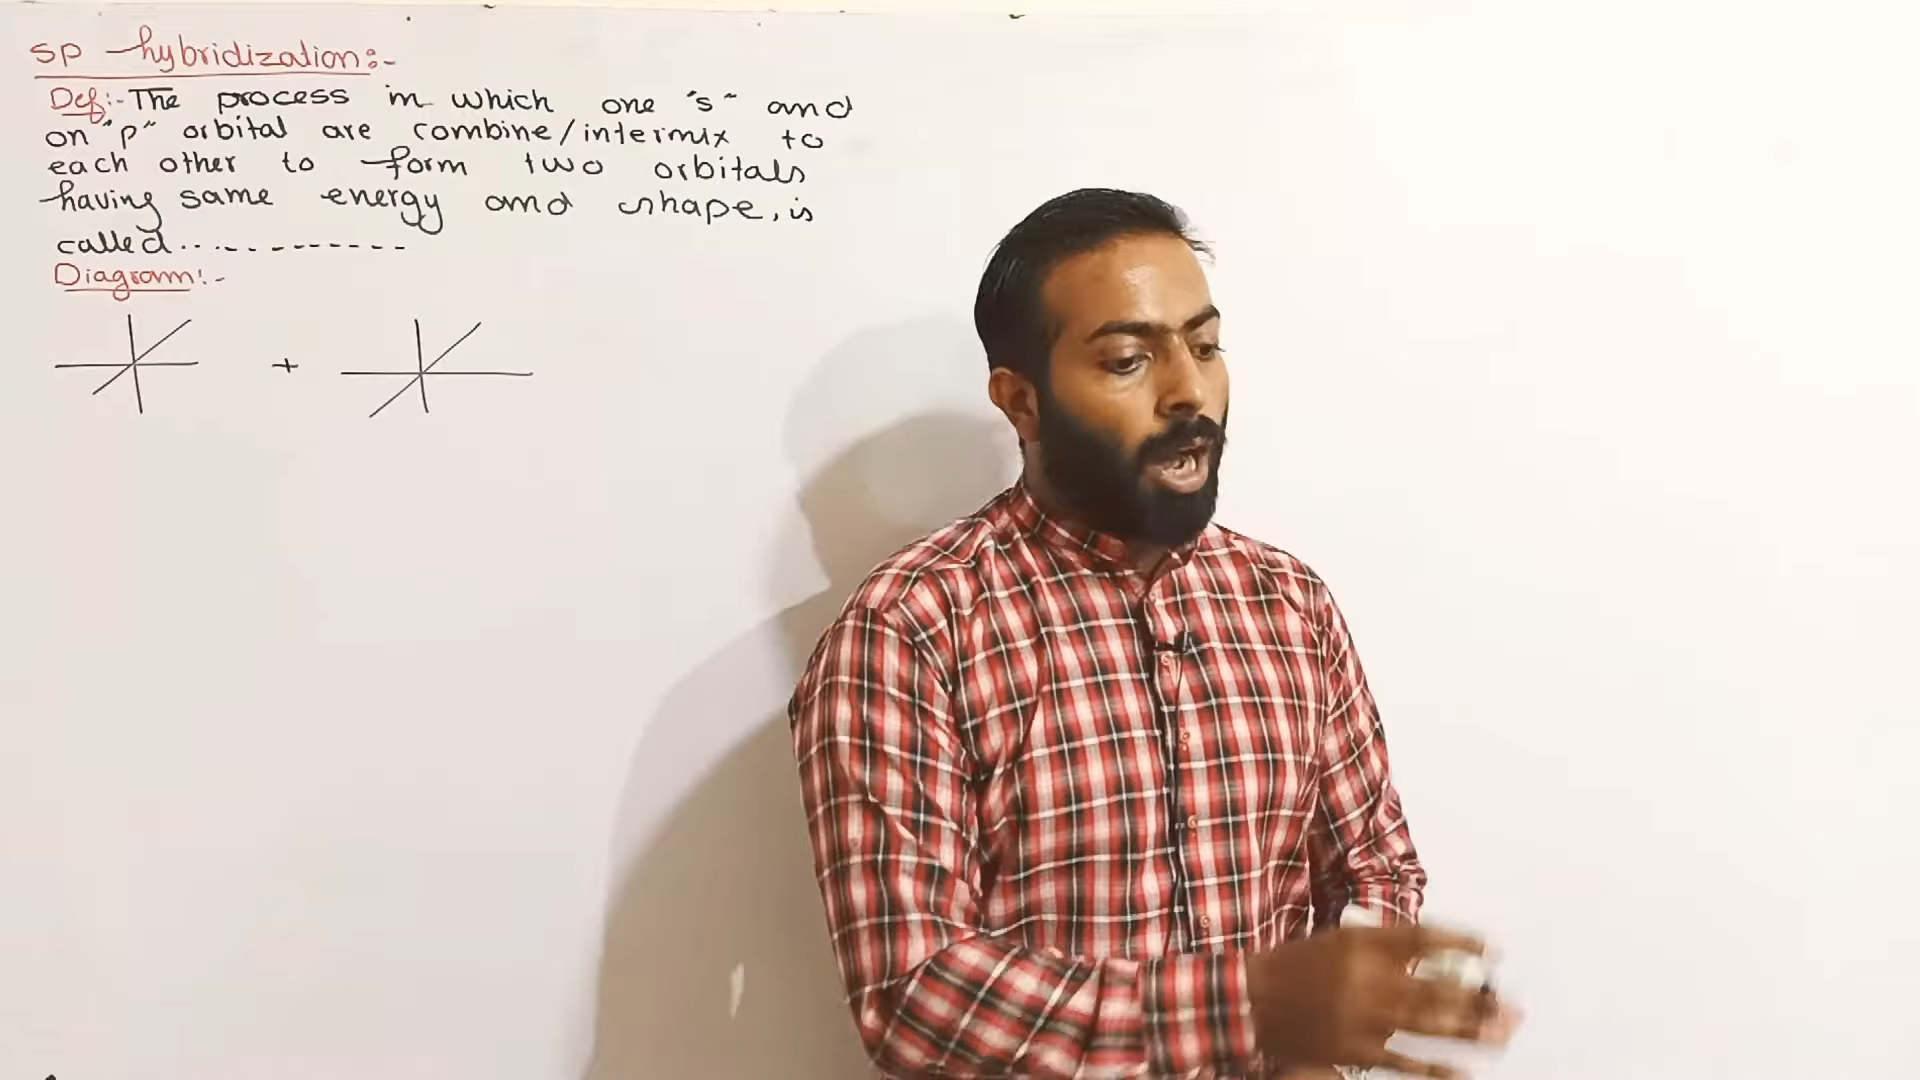 sp hybridization:-
Def:- The process in which one "s" and
on "p" orbital are combine/intermix to
each other to form two orbitals
having same energy and shape, is
called............
Diagram:-
+